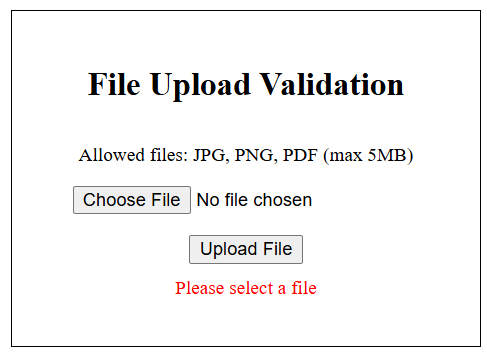 File Upload Validation
Allowed files: JPG, PNG, PDF (max 5MB)
Choose File No file chosen
Upload File
Please select a file